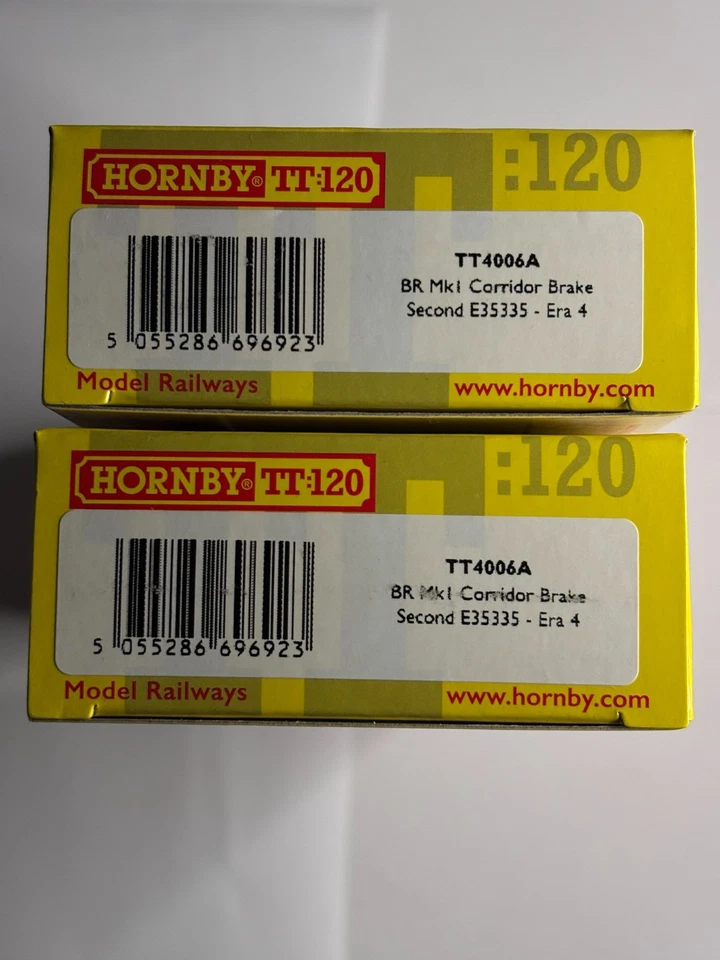 :120
HORNBY® TT:120
TT4006A
BR Mk1 Corridor Brake
Second E35335 - Era 4
5 055286 696923
Model Railways
www.hornby.com
:120
HORNBY® TT:120
TT4006A
BR Mk1 Corridor Brake
Second E35335 - Era 4
5 055286 696923
Model Railways
www.hornby.com